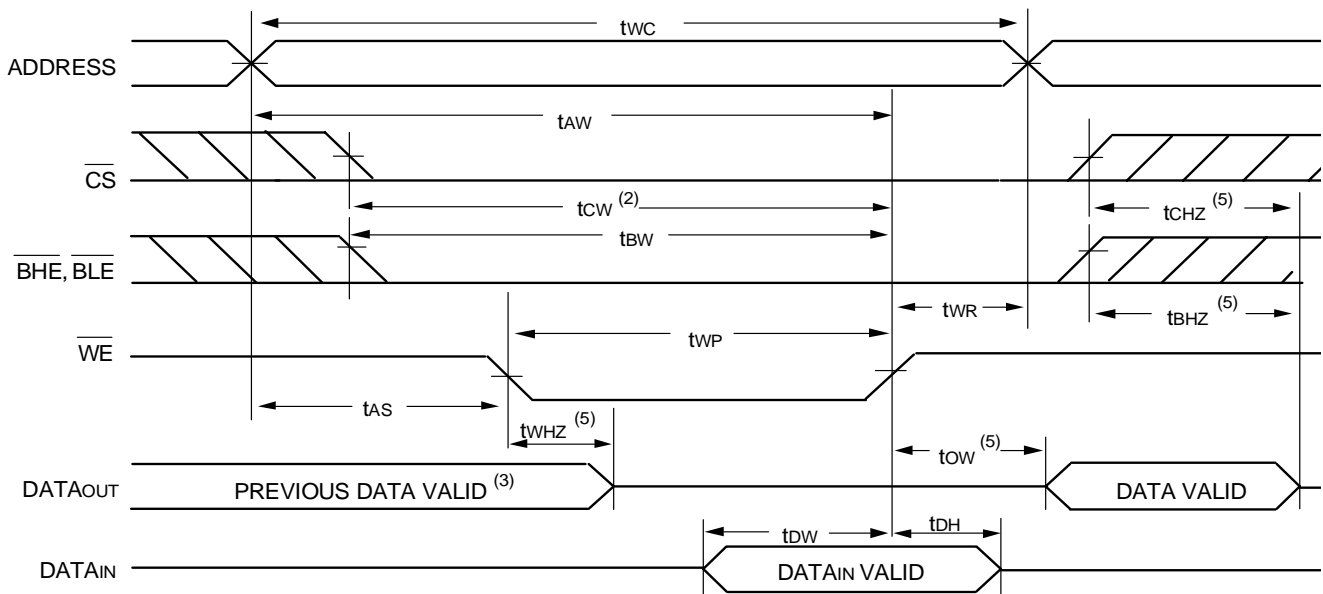 tWC
ADDRESS
tAW
CS
tCW (2)
tCHZ (5)
tBW
BHE, BLE
tWR
tBHZ (5)
tWP
WE
tAS
tWHZ (5)
tOW (5)
DATAOUT
PREVIOUS DATA VALID (3)
DATA VALID
tDW
tDH
DATAIN
DATAIN VALID